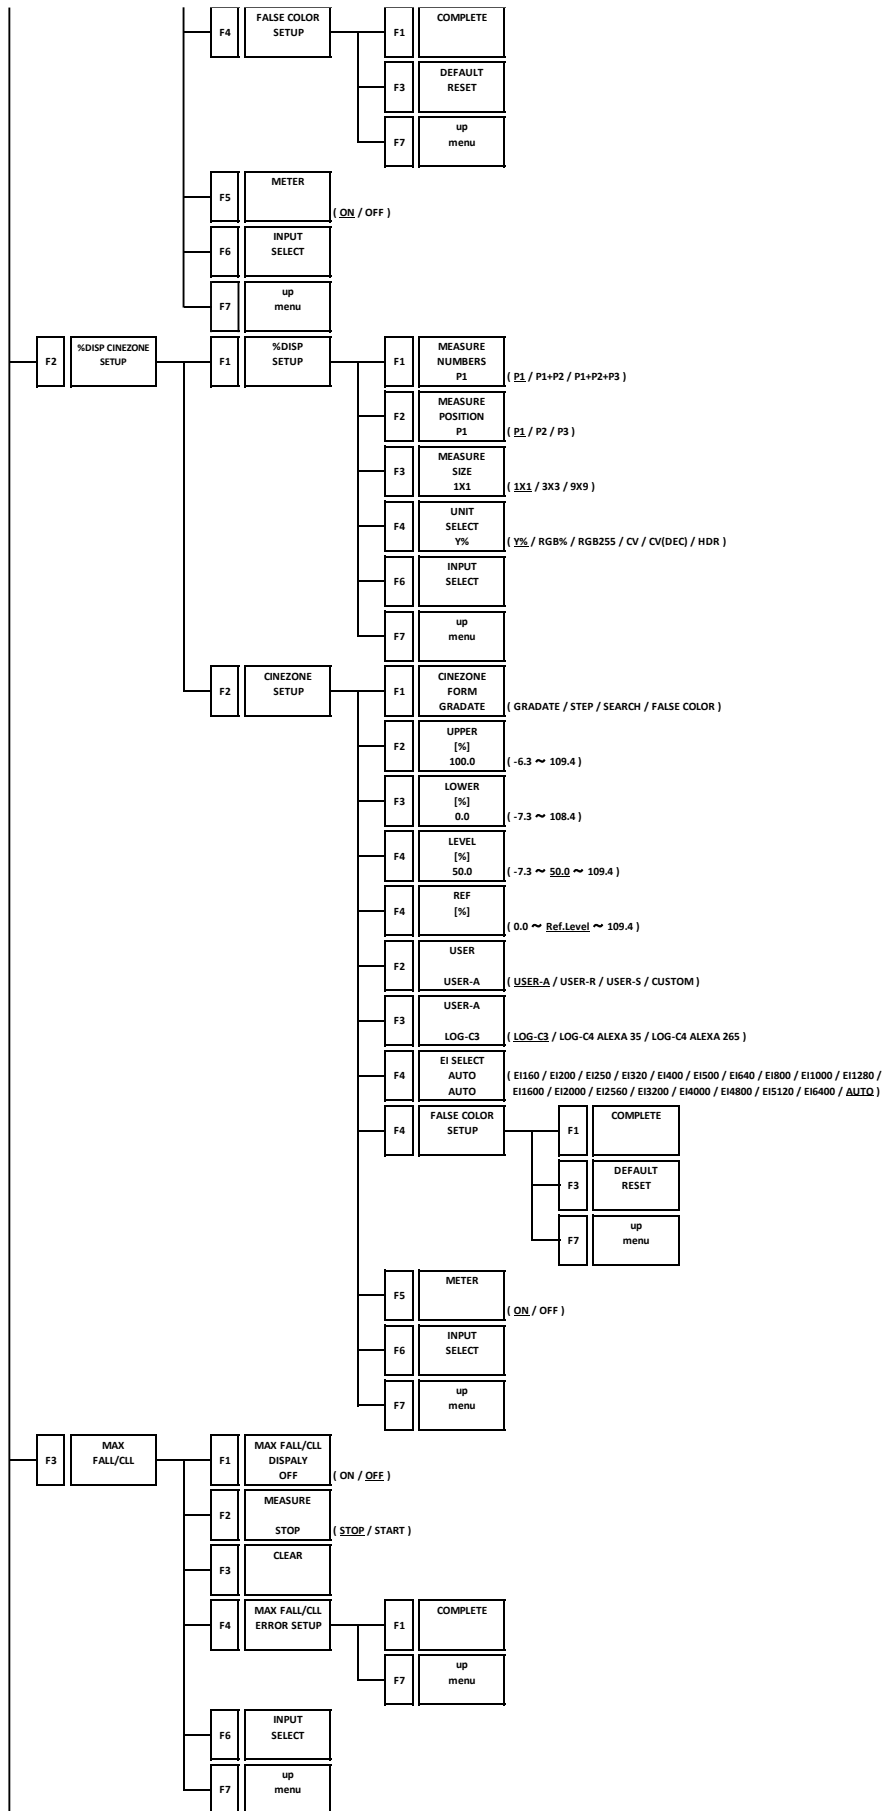 F4
FALSE COLOR
SETUP
F1
COMPLETE
F3
DEFAULT
RESET
F7
up
menu
F5
METER
( ON / OFF )
F6
INPUT
SELECT
F7
up
menu
F2
%DISP CINEZONE
SETUP
F1
%DISP
SETUP
F1
MEASURE
NUMBERS
P1
( P1 / P1+P2 / P1+P2+P3 )
F2
MEASURE
POSITION
P1
( P1 / P2 / P3 )
F3
MEASURE
SIZE
1X1
( 1X1 / 3X3 / 9X9 )
F4
UNIT
SELECT
Y%
( Y% / RGB% / RGB255 / CV / CV(DEC) / HDR )
F6
INPUT
SELECT
F7
up
menu
F2
CINEZONE
SETUP
F1
CINEZONE
FORM
GRADATE
( GRADATE / STEP / SEARCH / FALSE COLOR )
F2
UPPER
[%]
100.0
( -6.3 ~ 109.4 )
F3
LOWER
[%]
0.0
( -7.3 ~ 108.4 )
F4
LEVEL
[%]
50.0
( -7.3 ~ 50.0 ~ 109.4 )
F4
REF
[%]
( 0.0 ~ Ref.Level ~ 109.4 )
F2
USER
USER-A
( USER-A / USER-R / USER-S / CUSTOM )
F3
USER-A
LOG-C3
( LOG-C3 / LOG-C4 ALEXA 35 / LOG-C4 ALEXA 265 )
F4
EI SELECT
AUTO
AUTO
( EI160 / EI200 / EI250 / EI320 / EI400 / EI500 / EI640 / EI800 / EI1000 / EI1280 /
EI1600 / EI2000 / EI2560 / EI3200 / EI4000 / EI4800 / EI5120 / EI6400 / AUTO )
F4
FALSE COLOR
SETUP
F1
COMPLETE
F3
DEFAULT
RESET
F7
up
menu
F5
METER
( ON / OFF )
F6
INPUT
SELECT
F7
up
menu
F3
MAX
FALL/CLL
F1
MAX FALL/CLL
DISPALY
OFF
( ON / OFF )
F2
MEASURE
STOP
( STOP / START )
F3
CLEAR
F4
MAX FALL/CLL
ERROR SETUP
F1
COMPLETE
F7
up
menu
F6
INPUT
SELECT
F7
up
menu